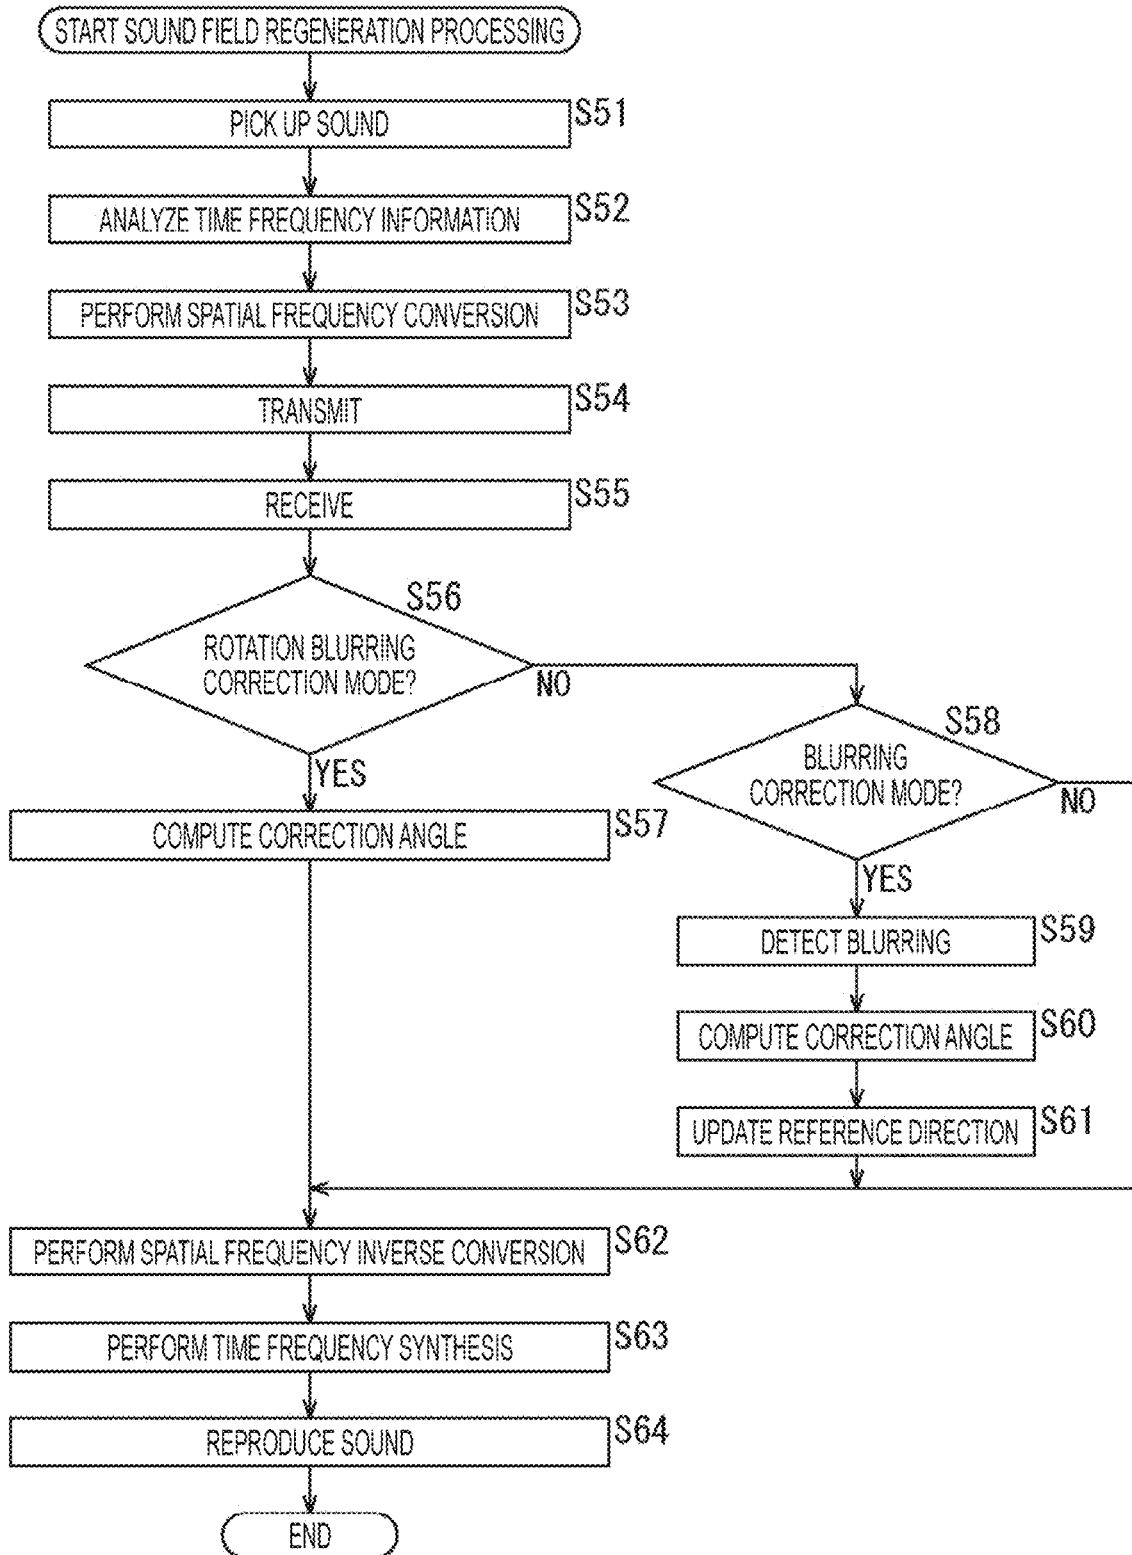 START SOUND FIELD REGENERATION PROCESSING
PICK UP SOUND
S51
ANALYZE TIME FREQUENCY INFORMATION
S52
PERFORM SPATIAL FREQUENCY CONVERSION
S53
TRANSMIT
S54
RECEIVE
S55
S56
ROTATION BLURRING
CORRECTION MODE?
NO
YES
COMPUTE CORRECTION ANGLE
S57
S58
BLURRING
CORRECTION MODE?
NO
YES
DETECT BLURRING
S59
COMPUTE CORRECTION ANGLE
S60
UPDATE REFERENCE DIRECTION
S61
PERFORM SPATIAL FREQUENCY INVERSE CONVERSION
S62
PERFORM TIME FREQUENCY SYNTHESIS
S63
REPRODUCE SOUND
S64
END